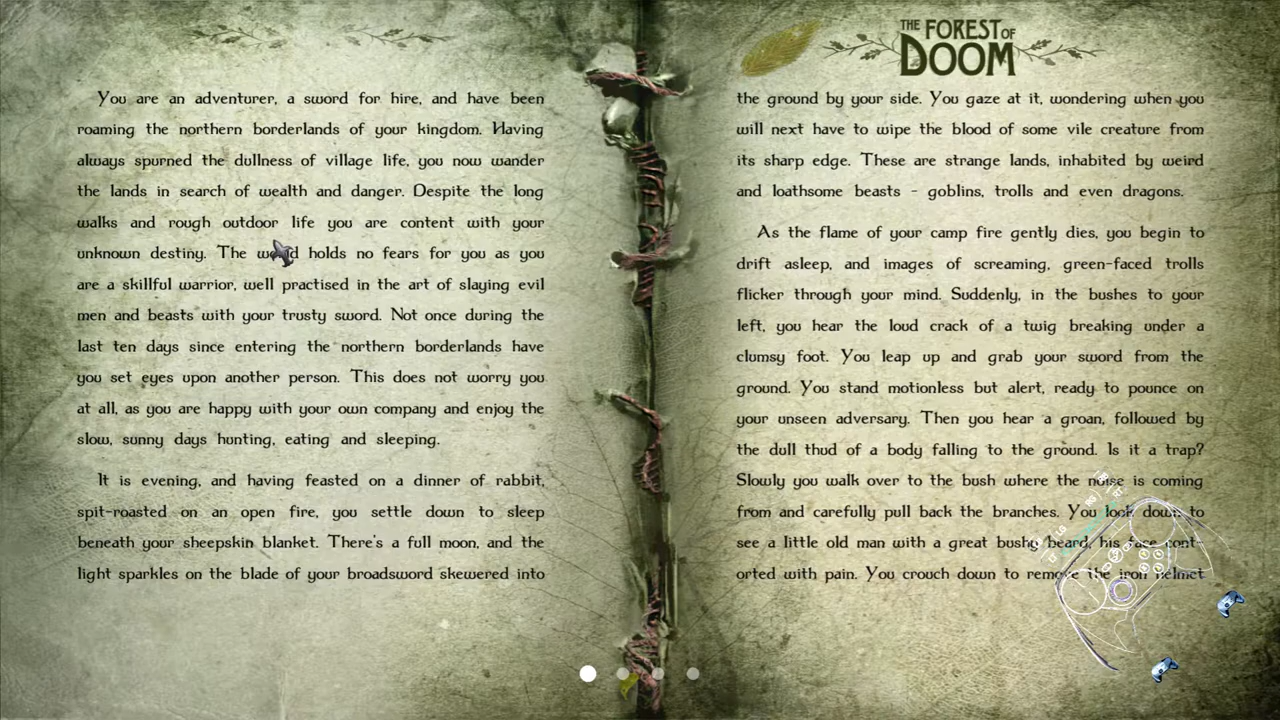 You are an adventurer, a sword for hire, and have been
roaming the northern borderlands of your kingdom. Having
always spurned the dullness of village life, you now wander
the lands in search of wealth and danger. Despite the long
walks and rough outdoor life you are content with your
unknown destiny. The world holds no fears for you as you
are a skillful warrior, well practised in the art of slaying evil
men and beasts with your trusty sword. Not once during the
last ten days since entering the northern borderlands have
you set eyes upon another person. This does not worry you
at all, as you are happy with your own company and enjoy the
slow, sunny days hunting, eating and sleeping.
It is evening, and having feasted on a dinner of rabbit,
spit-roasted on an open fire, you settle down to sleep
beneath your sheepskin blanket. There's a full moon, and the
light sparkles on the blade of your broadsword skewered into
THE FOREST OF
DOOM
the ground by your side. You gaze at it, wondering when you
will next have to wipe the blood of some vile creature from
its sharp edge. These are strange lands, inhabited by weird
and loathsome beasts - goblins, trolls and even dragons.
As the flame of your camp fire gently dies, you begin to
drift asleep, and images of screaming, green-faced trolls
flicker through your mind. Suddenly, in the bushes to your
left, you hear the loud crack of a twig breaking under a
clumsy foot. You leap up and grab your sword from the
ground. You stand motionless but alert, ready to pounce on
your unseen adversary. Then you hear a groan, followed by
the dull thud of a body falling to the ground. Is it a trap?
Slowly you walk over to the bush where the noise is coming
from and carefully pull back the branches. You look down to
see a little old man with a great bushy beard, his face cont-
orted with pain. You crouch down to remove the iron helmet